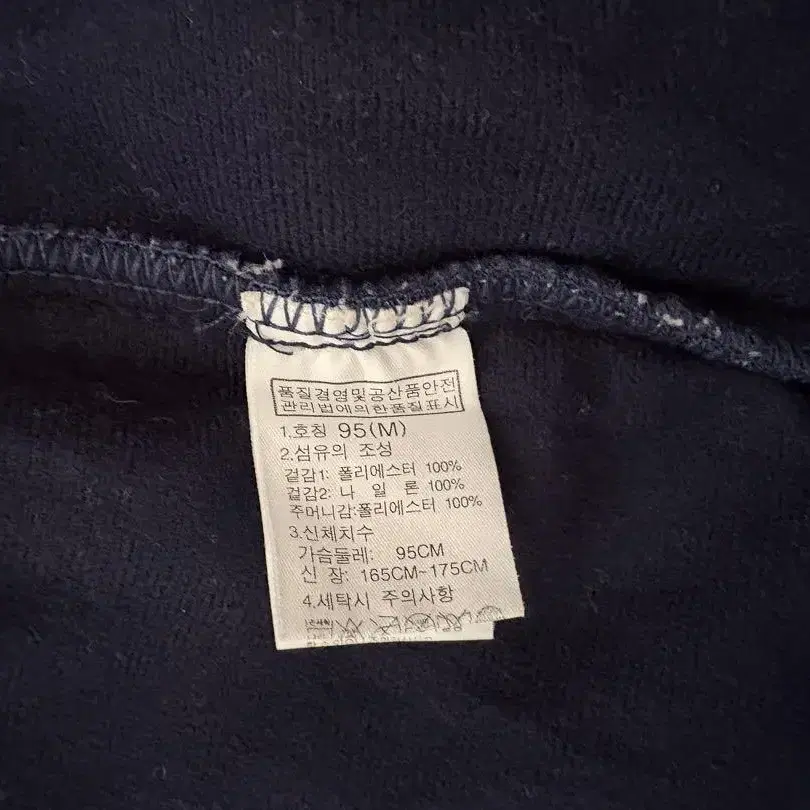 품질경영및공산품안전
관리법에의한품질표시
1.호칭 95(M)
2.섬유의 조성
겉감1: 폴리에스터 100%
겉감2: 나 일 론 100%
주머니감:폴리에스터 100%
3.신체치수
가슴둘레: 95CM
신 장: 165CM~175CM
4.세탁시 주의사항